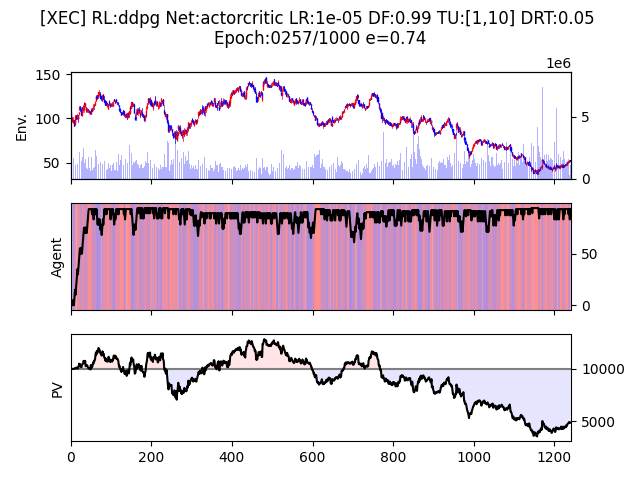 [XEC] RL:ddpg Net:actorcritic LR:1e-05 DF:0.99 TU:[1,10] DRT:0.05
Epoch:0257/1000 e=0.74
1e6
150
100
50
Env.
5
0
Agent
50
0
PV
10000
5000
0 200 400 600 800 1000 1200